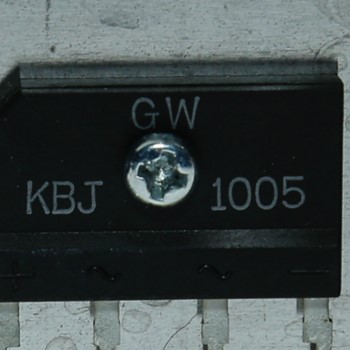 GW
KBJ 1005
+ ~ ~ -